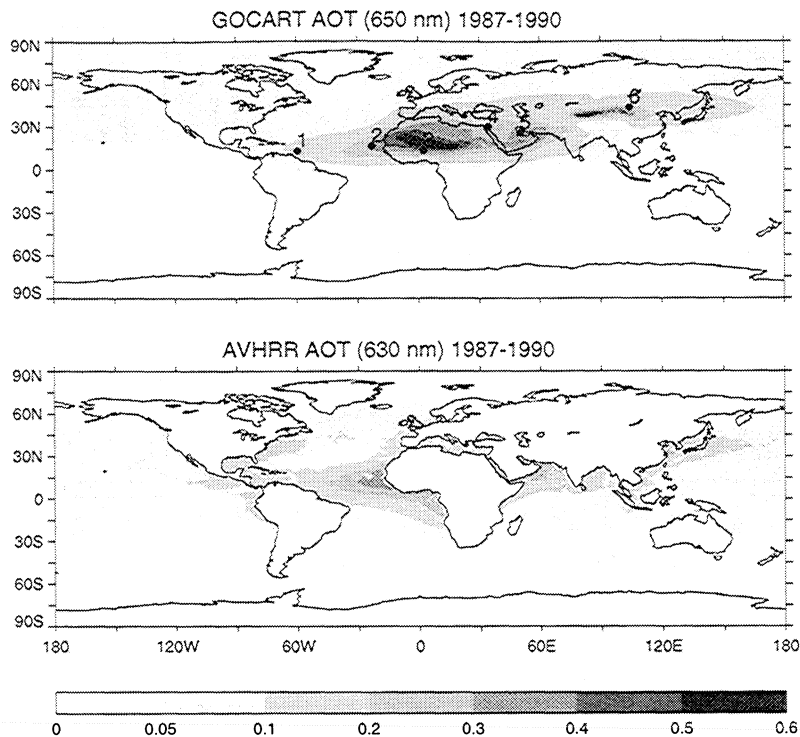 GOCART AOT (650 nm) 1987-1990
90N
60N
30N
0
30S
60S
90S
1
2
6
AVHRR AOT (630 nm) 1987-1990
90N
60N
30N
0
30S
60S
90S
180 120W 60W 0 60E 120E 180
0 0.05 0.1 0.2 0.3 0.4 0.5 0.6